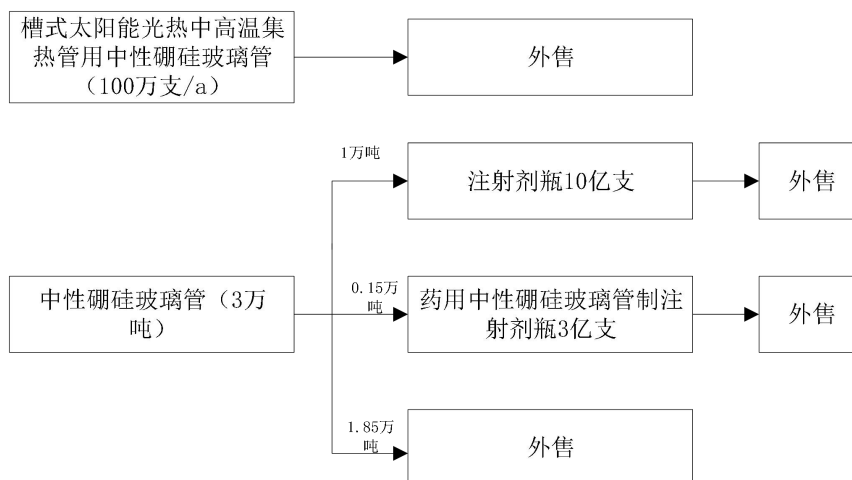 槽式太阳能光热中高温集
热管用中性硼硅玻璃管
（100万支/a）
外售
1万吨
注射剂瓶10亿支
外售
中性硼硅玻璃管（3万
吨）
0.15万
吨
药用中性硼硅玻璃管制注
射剂瓶3亿支
外售
1.85万
吨
外售